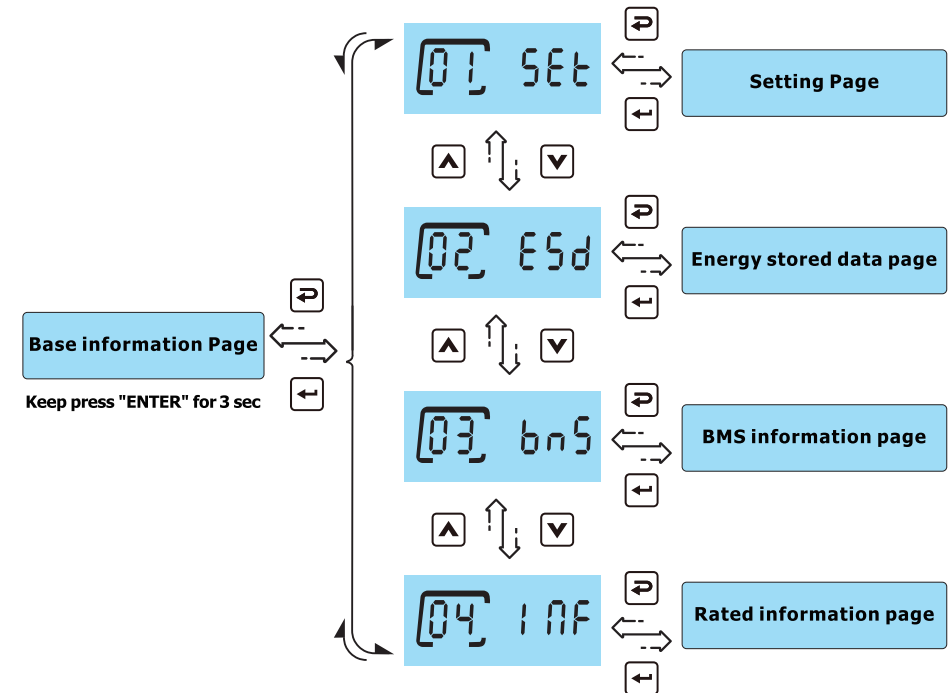 01 SEt
Setting Page
02 ESd
Energy stored data page
Base information Page
Keep press "ENTER" for 3 sec
03 bnS
BMS information page
04 INF
Rated information page